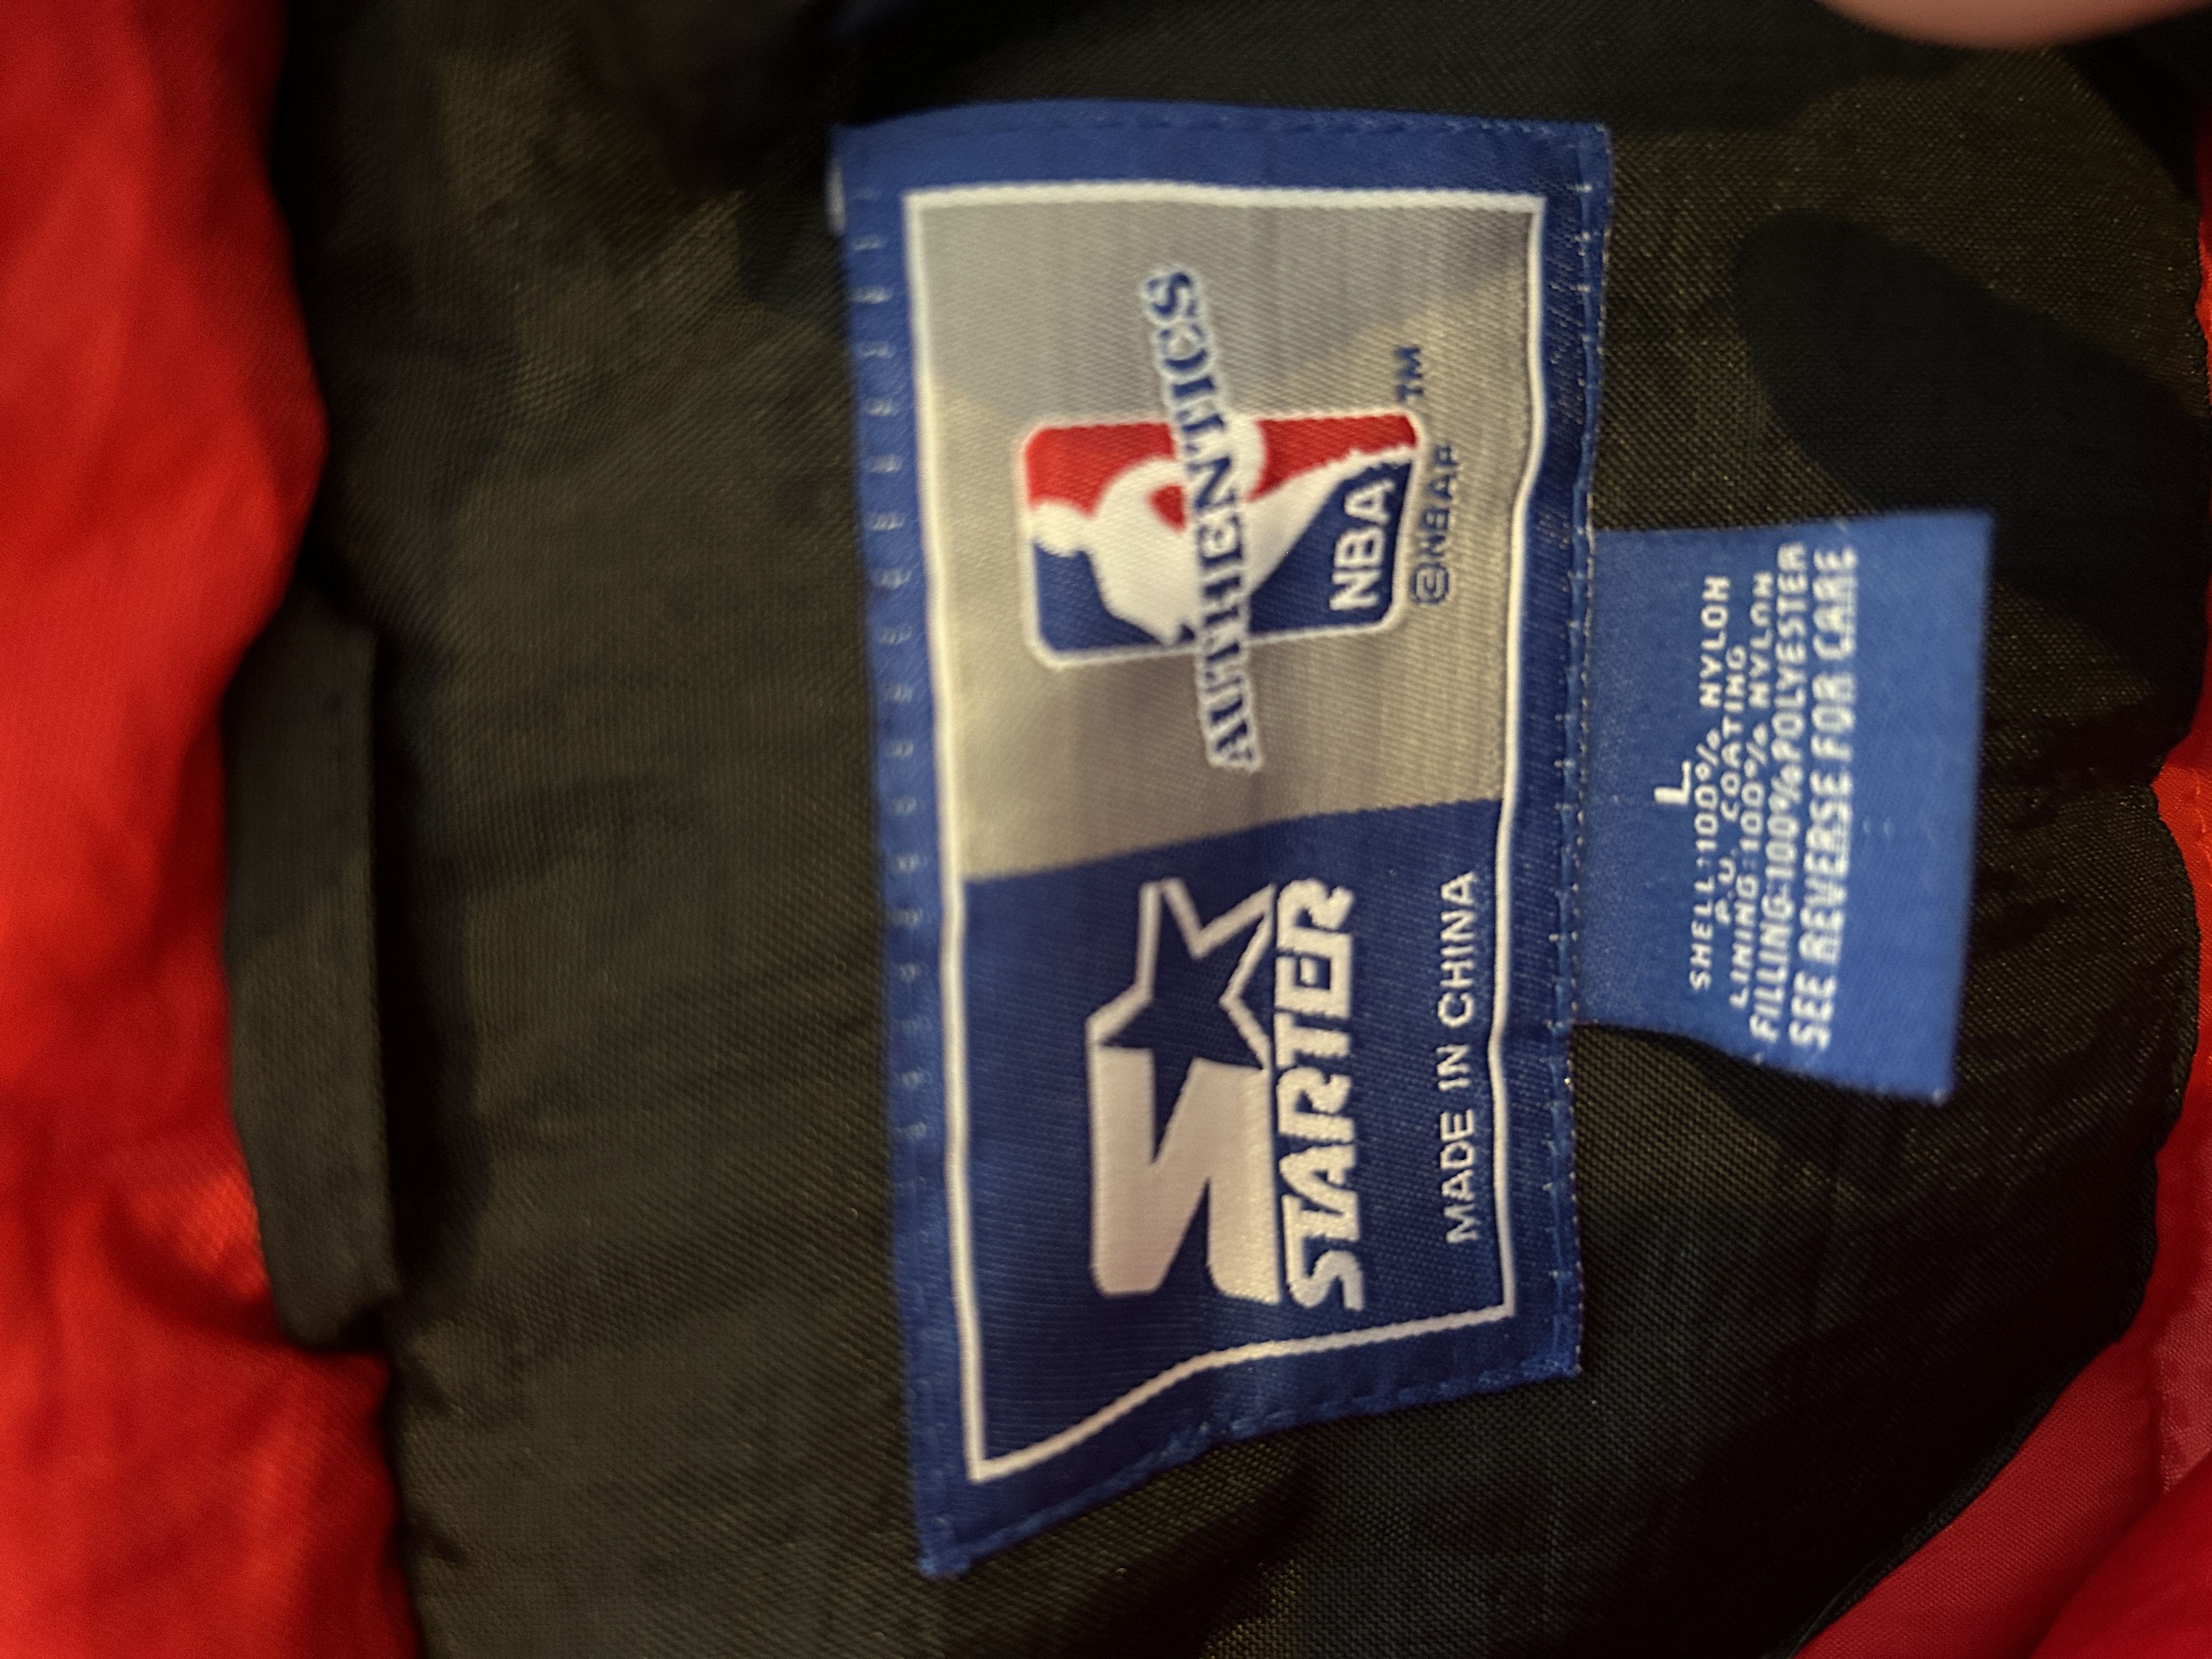 STARTER
MADE IN CHINA
AUTHENTICS
NBA
TM
©NBAP
L
SHELL:100% NYLON
P.U. COATING
LINING:100% NYLON
FILLING:100%POLYESTER
SEE REVERSE FOR CARE